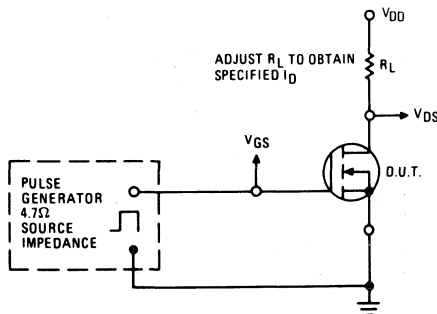 VDD
ADJUST RL TO OBTAIN
SPECIFIED ID
RL
VDS
VGS
D.U.T.
PULSE
GENERATOR
4.7Ω
SOURCE
IMPEDANCE